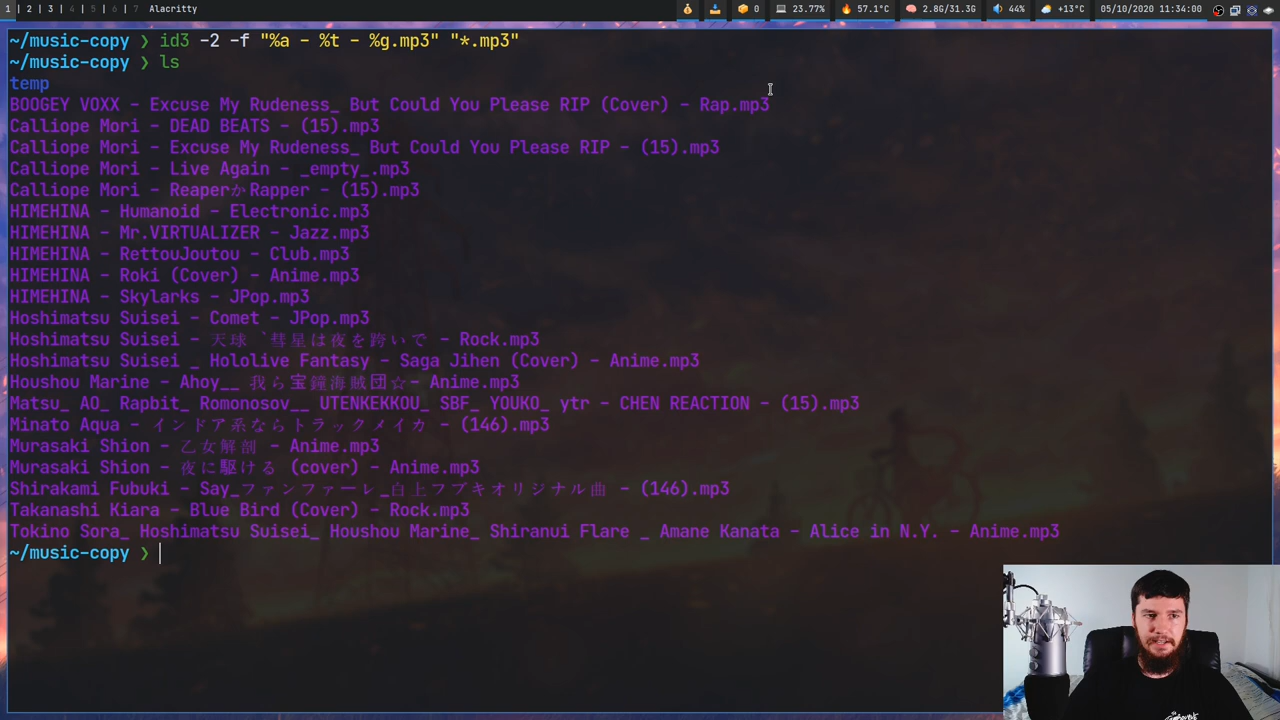 1 | 2 | 3 | 4 | 5 | 6 | 7 Alacritty 0 23.77% 57.1°C 2.8G/31.3G 44% +13°C 05/10/2020 11:34:00
~/music-copy ❯ id3 -2 -f "%a - %t - %g.mp3" "*.mp3"
~/music-copy ❯ ls
temp
BOOGEY VOXX - Excuse My Rudeness_ But Could You Please RIP (Cover) - Rap.mp3
Calliope Mori - DEAD BEATS - (15).mp3
Calliope Mori - Excuse My Rudeness_ But Could You Please RIP - (15).mp3
Calliope Mori - Live Again - _empty_.mp3
Calliope Mori - ReaperかRapper - (15).mp3
HIMEHINA - Humanoid - Electronic.mp3
HIMEHINA - Mr.VIRTUALIZER - Jazz.mp3
HIMEHINA - RettouJoutou - Club.mp3
HIMEHINA - Roki (Cover) - Anime.mp3
HIMEHINA - Skylarks - JPop.mp3
Hoshimatsu Suisei - Comet - JPop.mp3
Hoshimatsu Suisei - 天球、彗星は夜を跨いで - Rock.mp3
Hoshimatsu Suisei _ Hololive Fantasy - Saga Jihen (Cover) - Anime.mp3
Houshou Marine - Ahoy__ 我ら宝鐘海賊団☆- Anime.mp3
Matsu_ AO_ Rapbit_ Romonosov__ UTENKEKKOU_ SBF_ YOUKO_ ytr - CHEN REACTION - (15).mp3
Minato Aqua - インドア系ならトラックメイカ - (146).mp3
Murasaki Shion - 乙女解剖 - Anime.mp3
Murasaki Shion - 夜に駆ける (cover) - Anime.mp3
Shirakami Fubuki - Say_ファンファーレ_白上フブキオリジナル曲 - (146).mp3
Takanashi Kiara - Blue Bird (Cover) - Rock.mp3
Tokino Sora_ Hoshimatsu Suisei_ Houshou Marine_ Shiranui Flare _ Amane Kanata - Alice in N.Y. - Anime.mp3
~/music-copy ❯